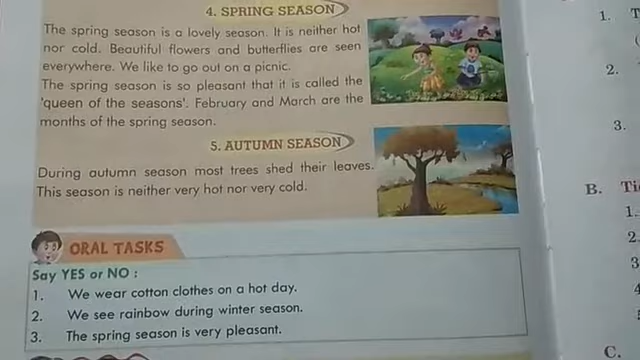 4. SPRING SEASON
The spring season is a lovely season. It is neither hot
nor cold. Beautiful flowers and butterflies are seen
everywhere. We like to go out on a picnic.
The spring season is so pleasant that it is called the
'queen of the seasons'. February and March are the
months of the spring season.
5. AUTUMN SEASON
During autumn season most trees shed their leaves.
This season is neither very hot nor very cold.
ORAL TASKS
Say YES or NO :
1. We wear cotton clothes on a hot day.
2. We see rainbow during winter season.
3. The spring season is very pleasant.
1.
2.
3.
B. Ti
1.
2.
3
4
C.